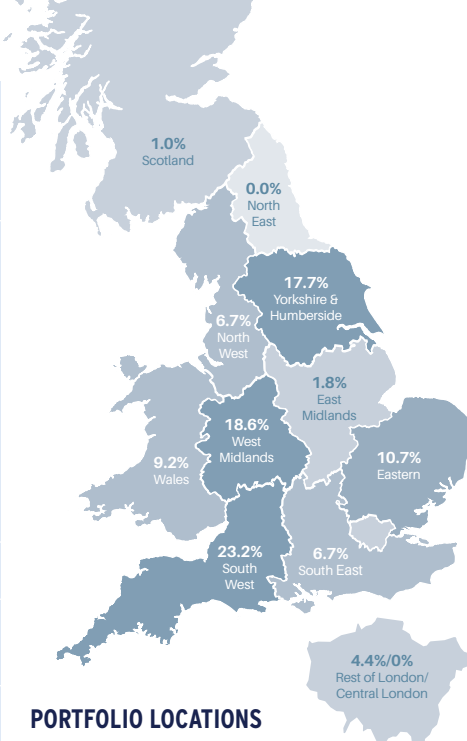 1.0%
Scotland
0.0%
North
East
17.7%
Yorkshire &
Humberside
6.7%
North
West
1.8%
East
Midlands
18.6%
West
Midlands
9.2%
Wales
10.7%
Eastern
23.2%
South
West
6.7%
South East
4.4%/0%
Rest of London/
Central London
PORTFOLIO LOCATIONS